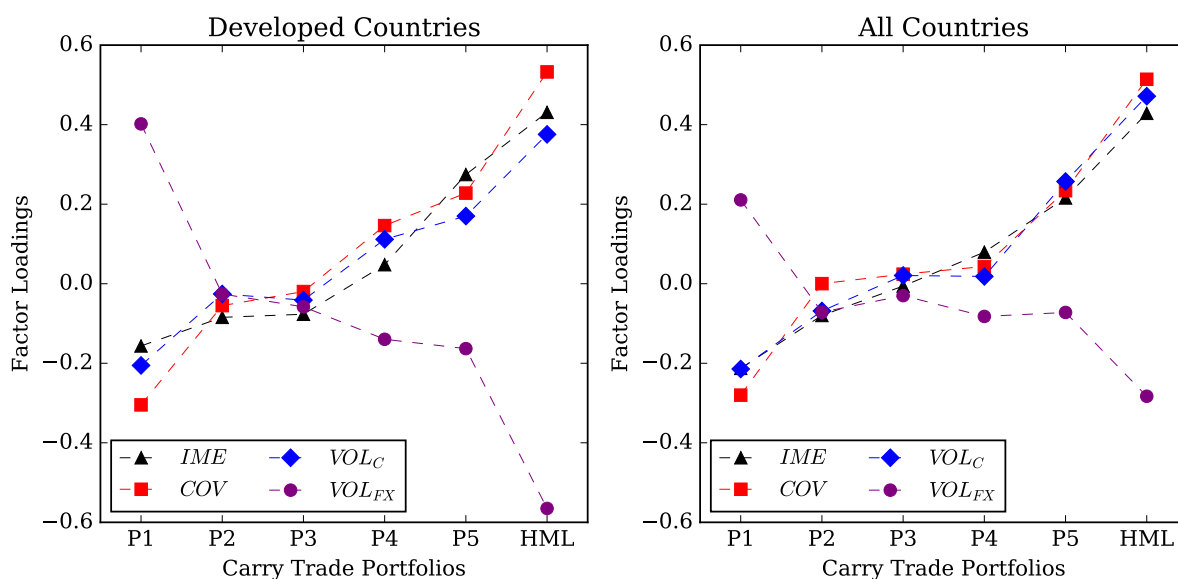 Developed Countries
0.6
0.4
0.2
0.0
−0.2
−0.4
−0.6
Factor Loadings
IME
COV
VOL_C
VOL_FX
P1 P2 P3 P4 P5 HML
Carry Trade Portfolios
All Countries
0.6
0.4
0.2
0.0
−0.2
−0.4
−0.6
Factor Loadings
IME
COV
VOL_C
VOL_FX
P1 P2 P3 P4 P5 HML
Carry Trade Portfolios